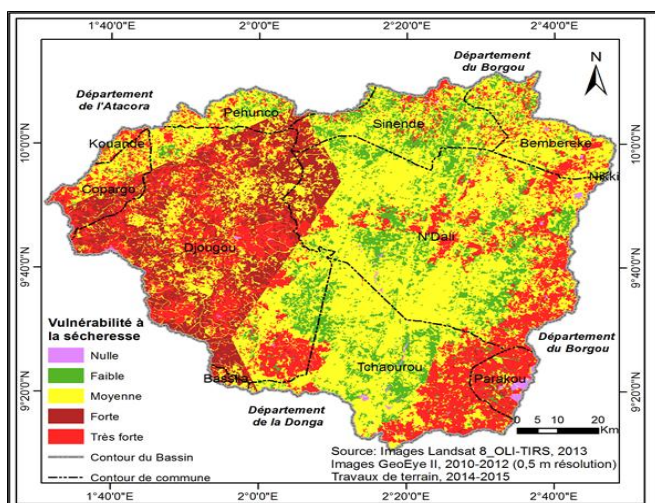 1°40'0"E
2°0'0"E
2°20'0"E
2°40'0"E
Département
du Borgou
N
Département
de l'Atacora
Péhunco
Sinende
Kouandé
Bembèrèkè
10°0'0"N
10°0'0"N
Nikki
Copargo
Djougou
N'Dali
9°40'0"N
9°40'0"N
Vulnérabilité à
la sécheresse
Nulle
Faible
Moyenne
Forte
Très forte
Contour du Bassin
Contour de commune
Département
du Borgou
Bassila
Tchaourou
Parakou
9°20'0"N
9°20'0"N
Département
de la Donga
0 5 10 20
Km
Source: Images Landsat 8_OLI-TIRS, 2013
Images GeoEye II, 2010-2012 (0,5 m résolution)
Travaux de terrain, 2014-2015
1°40'0"E
2°0'0"E
2°20'0"E
2°40'0"E